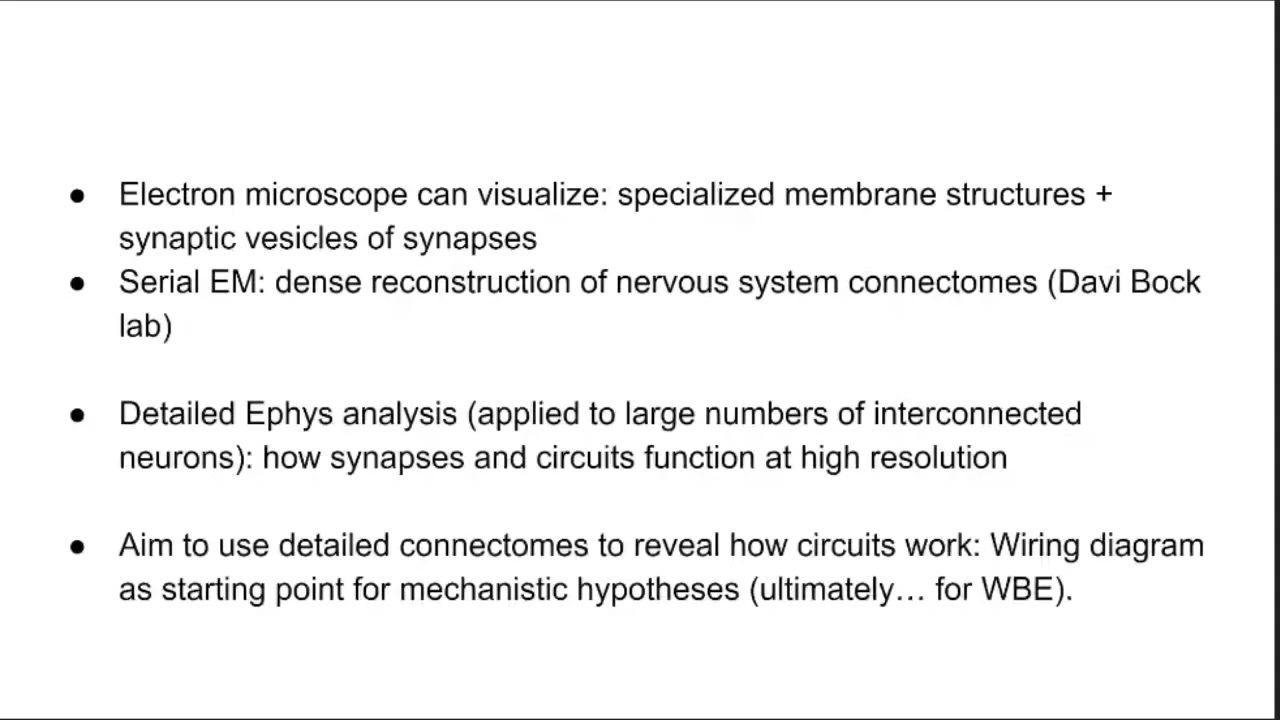 ● Electron microscope can visualize: specialized membrane structures +
synaptic vesicles of synapses
● Serial EM: dense reconstruction of nervous system connectomes (Davi Bock
lab)
● Detailed Ephys analysis (applied to large numbers of interconnected
neurons): how synapses and circuits function at high resolution
● Aim to use detailed connectomes to reveal how circuits work: Wiring diagram
as starting point for mechanistic hypotheses (ultimately… for WBE).